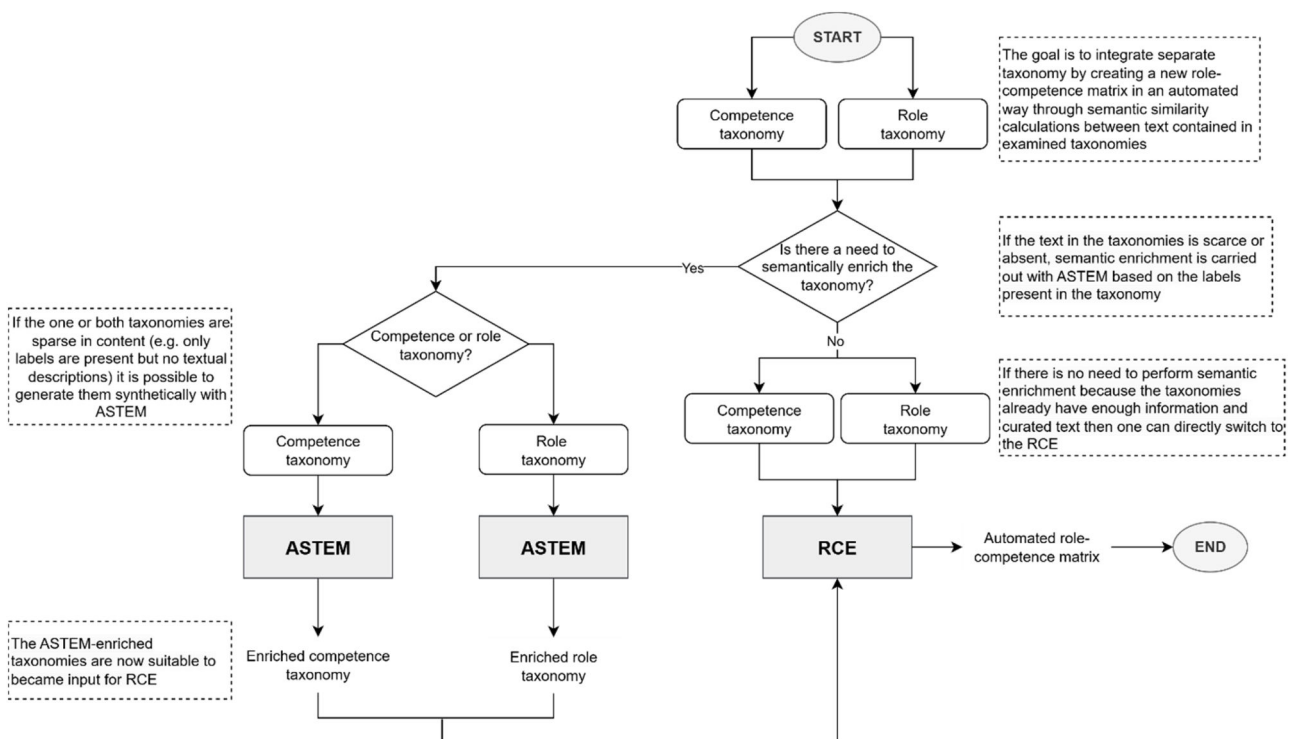 START
The goal is to integrate separate
taxonomy by creating a new role-
competence matrix in an automated
way through semantic similarity
calculations between text contained in
examined taxonomies
Competence
taxonomy
Role
taxonomy
Is there a need to
semantically enrich the
taxonomy?
Yes
No
If the text in the taxonomies is scarce or
absent, semantic enrichment is carried
out with ASTEM based on the labels
present in the taxonomy
If the one or both taxonomies are
sparse in content (e.g. only
labels are present but no textual
descriptions) it is possible to
generate them synthetically with
ASTEM
Competence or role
taxonomy?
Competence
taxonomy
Role
taxonomy
If there is no need to perform semantic
enrichment because the taxonomies
already have enough information and
curated text then one can directly switch to
the RCE
Competence
taxonomy
Role
taxonomy
ASTEM
ASTEM
RCE
Automated role-
competence matrix
END
The ASTEM-enriched
taxonomies are now suitable to
became input for RCE
Enriched competence
taxonomy
Enriched role
taxonomy